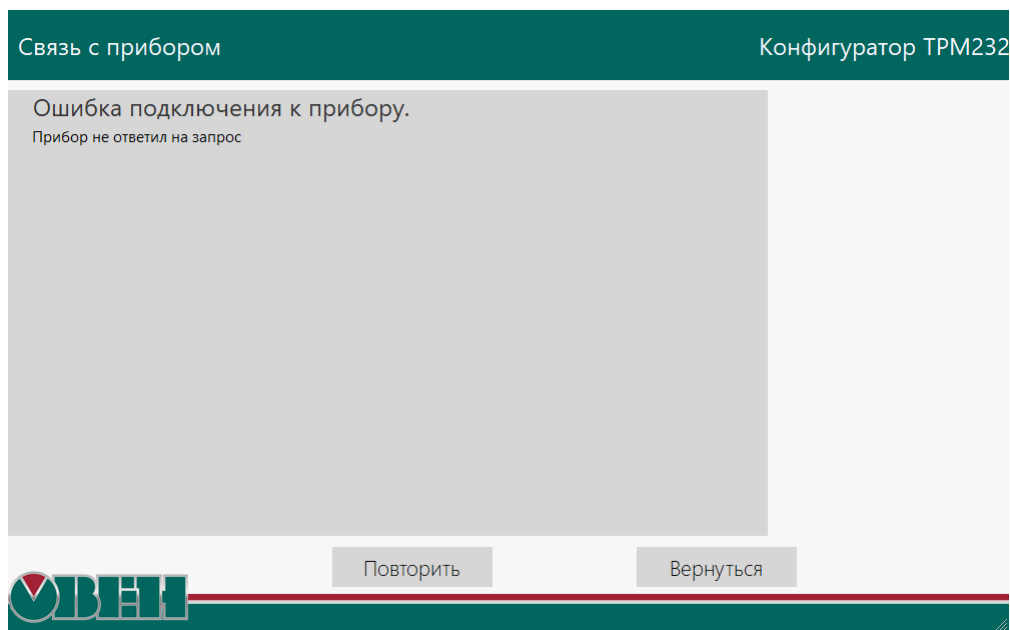 Связь с прибором
Конфигуратор ТРМ232
Ошибка подключения к прибору.
Прибор не ответил на запрос
Повторить
Вернуться
ОВЕН